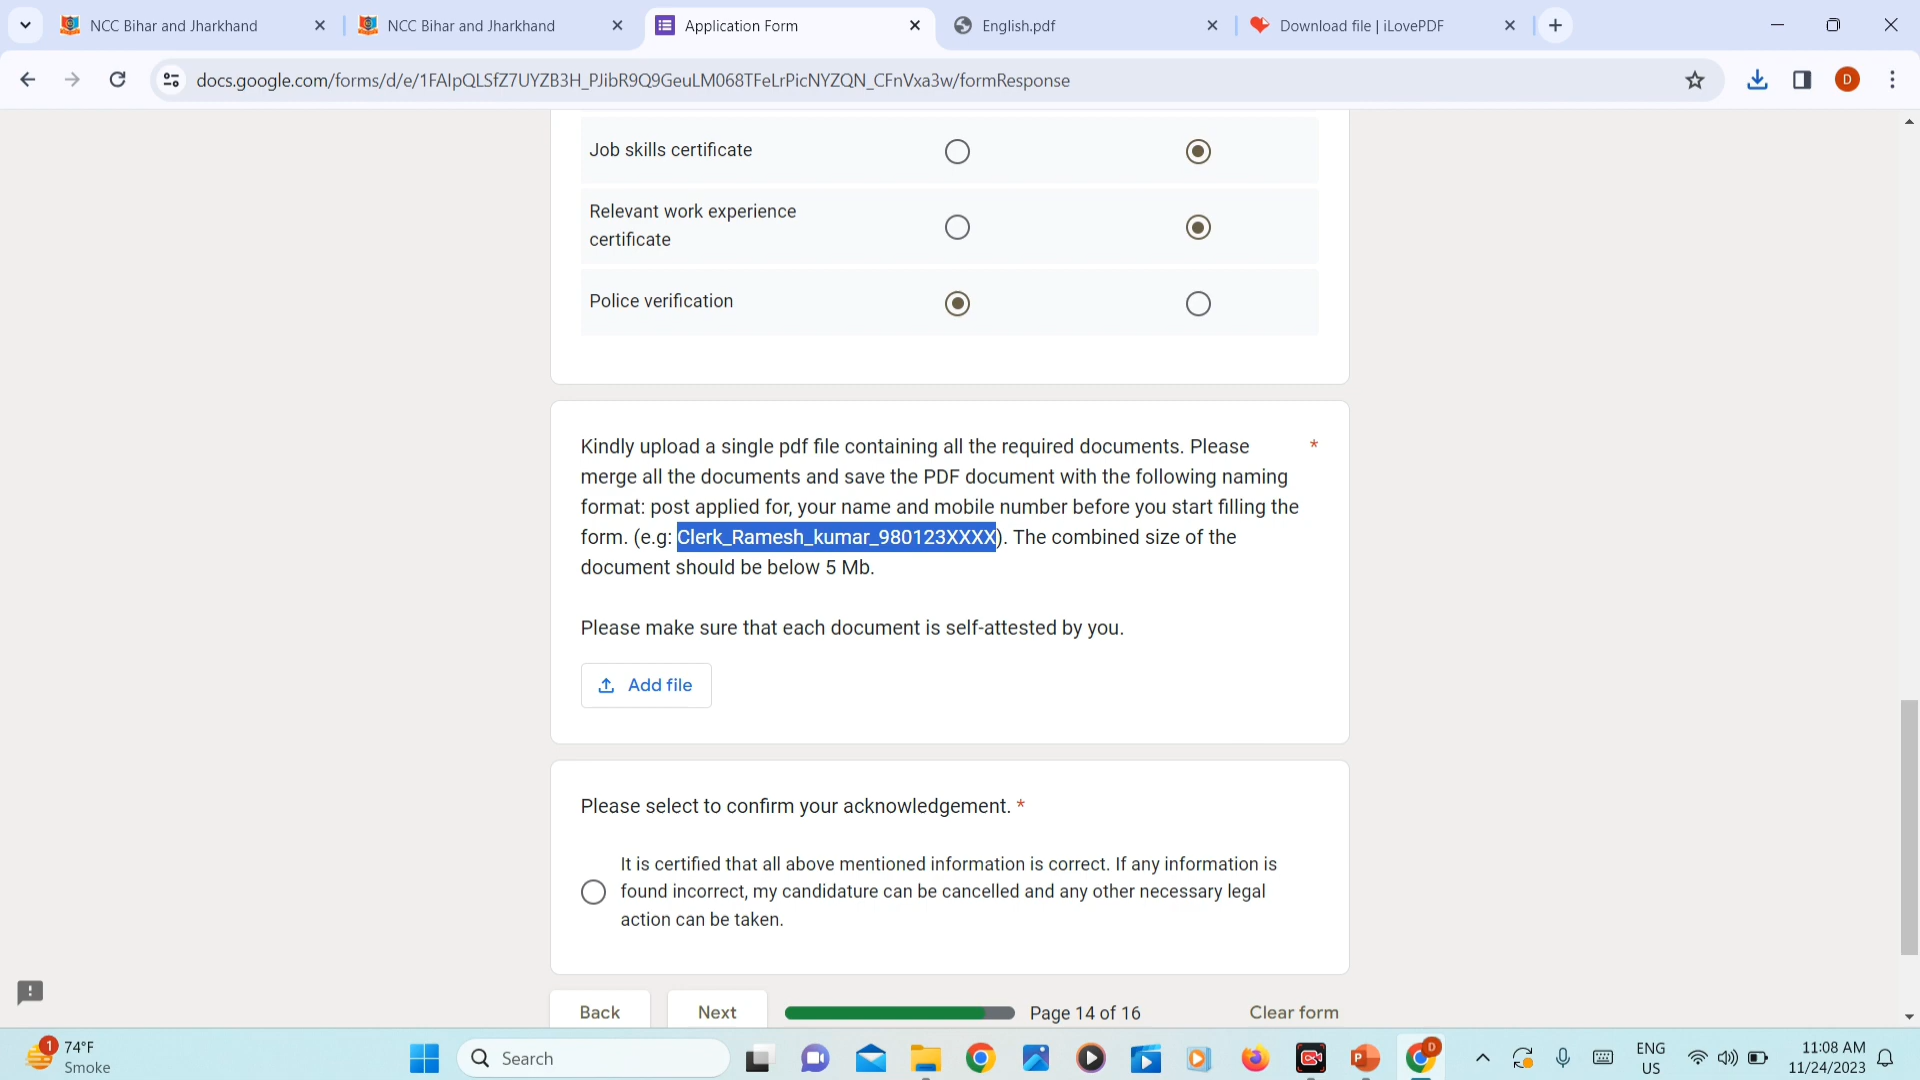 NCC Bihar and Jharkhand
NCC Bihar and Jharkhand
Application Form
English.pdf
Download file | iLovePDF
docs.google.com/forms/d/e/1FAIpQLSfZ7UYZB3H_PJibR9Q9GeuLM068TFeLrPicNYZQN_CFnVxa3w/formResponse
D
Job skills certificate
Relevant work experience
certificate
Police verification
Kindly upload a single pdf file containing all the required documents. Please *
merge all the documents and save the PDF document with the following naming
format: post applied for, your name and mobile number before you start filling the
form. (e.g: Clerk_Ramesh_kumar_980123XXXX). The combined size of the
document should be below 5 Mb.
Please make sure that each document is self-attested by you.
Add file
Please select to confirm your acknowledgement. *
It is certified that all above mentioned information is correct. If any information is
found incorrect, my candidature can be cancelled and any other necessary legal
action can be taken.
Back
Next
Page 14 of 16
Clear form
1
74°F
Smoke
Search
P
D
ENG
US
11:08 AM
11/24/2023